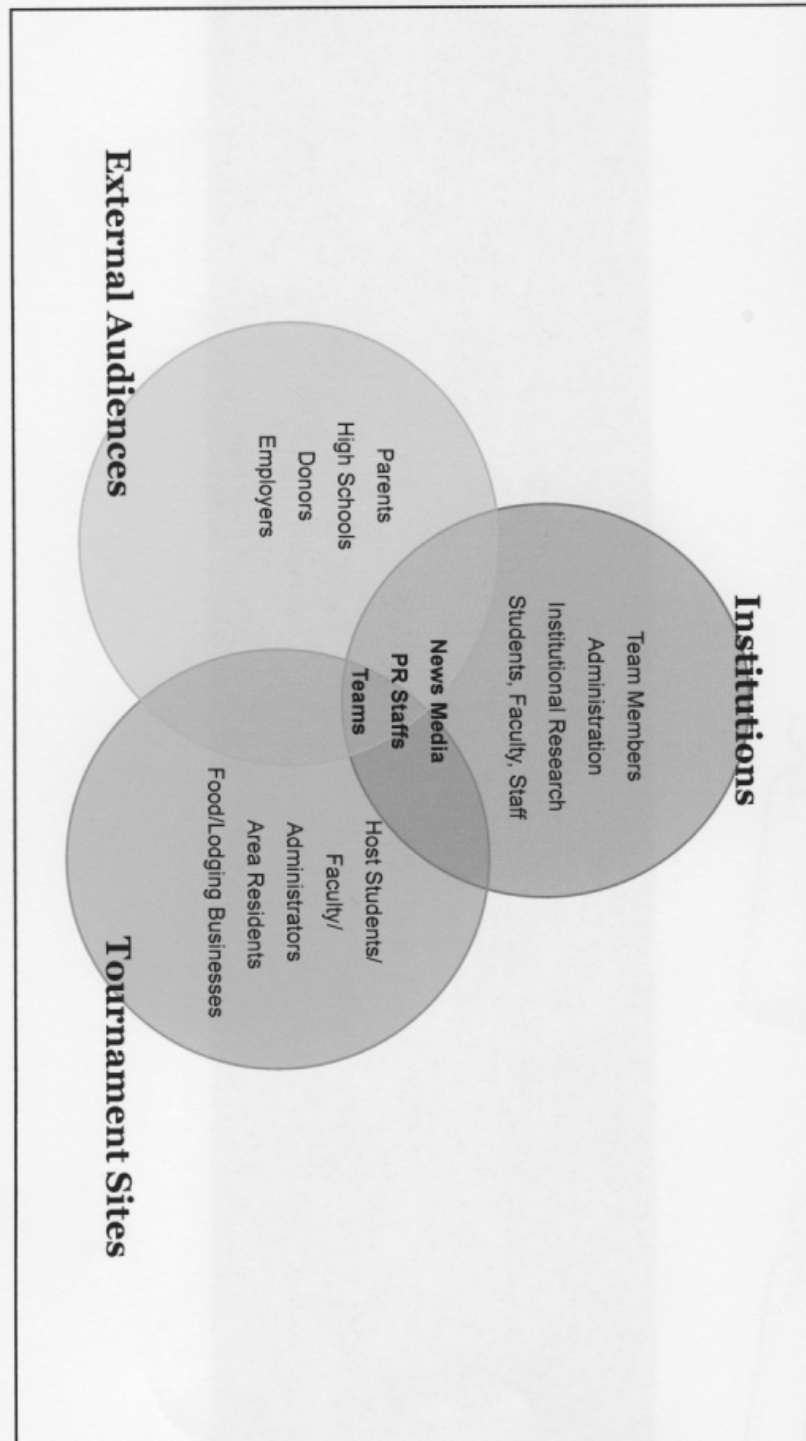 Institutions
Team Members
Administration
Institutional Research
Students, Faculty, Staff
News Media
PR Staffs
Teams
Parents
High Schools
Donors
Employers
Host Students/
Faculty/
Administrators
Area Residents
Food/Lodging Businesses
External Audiences
Tournament Sites